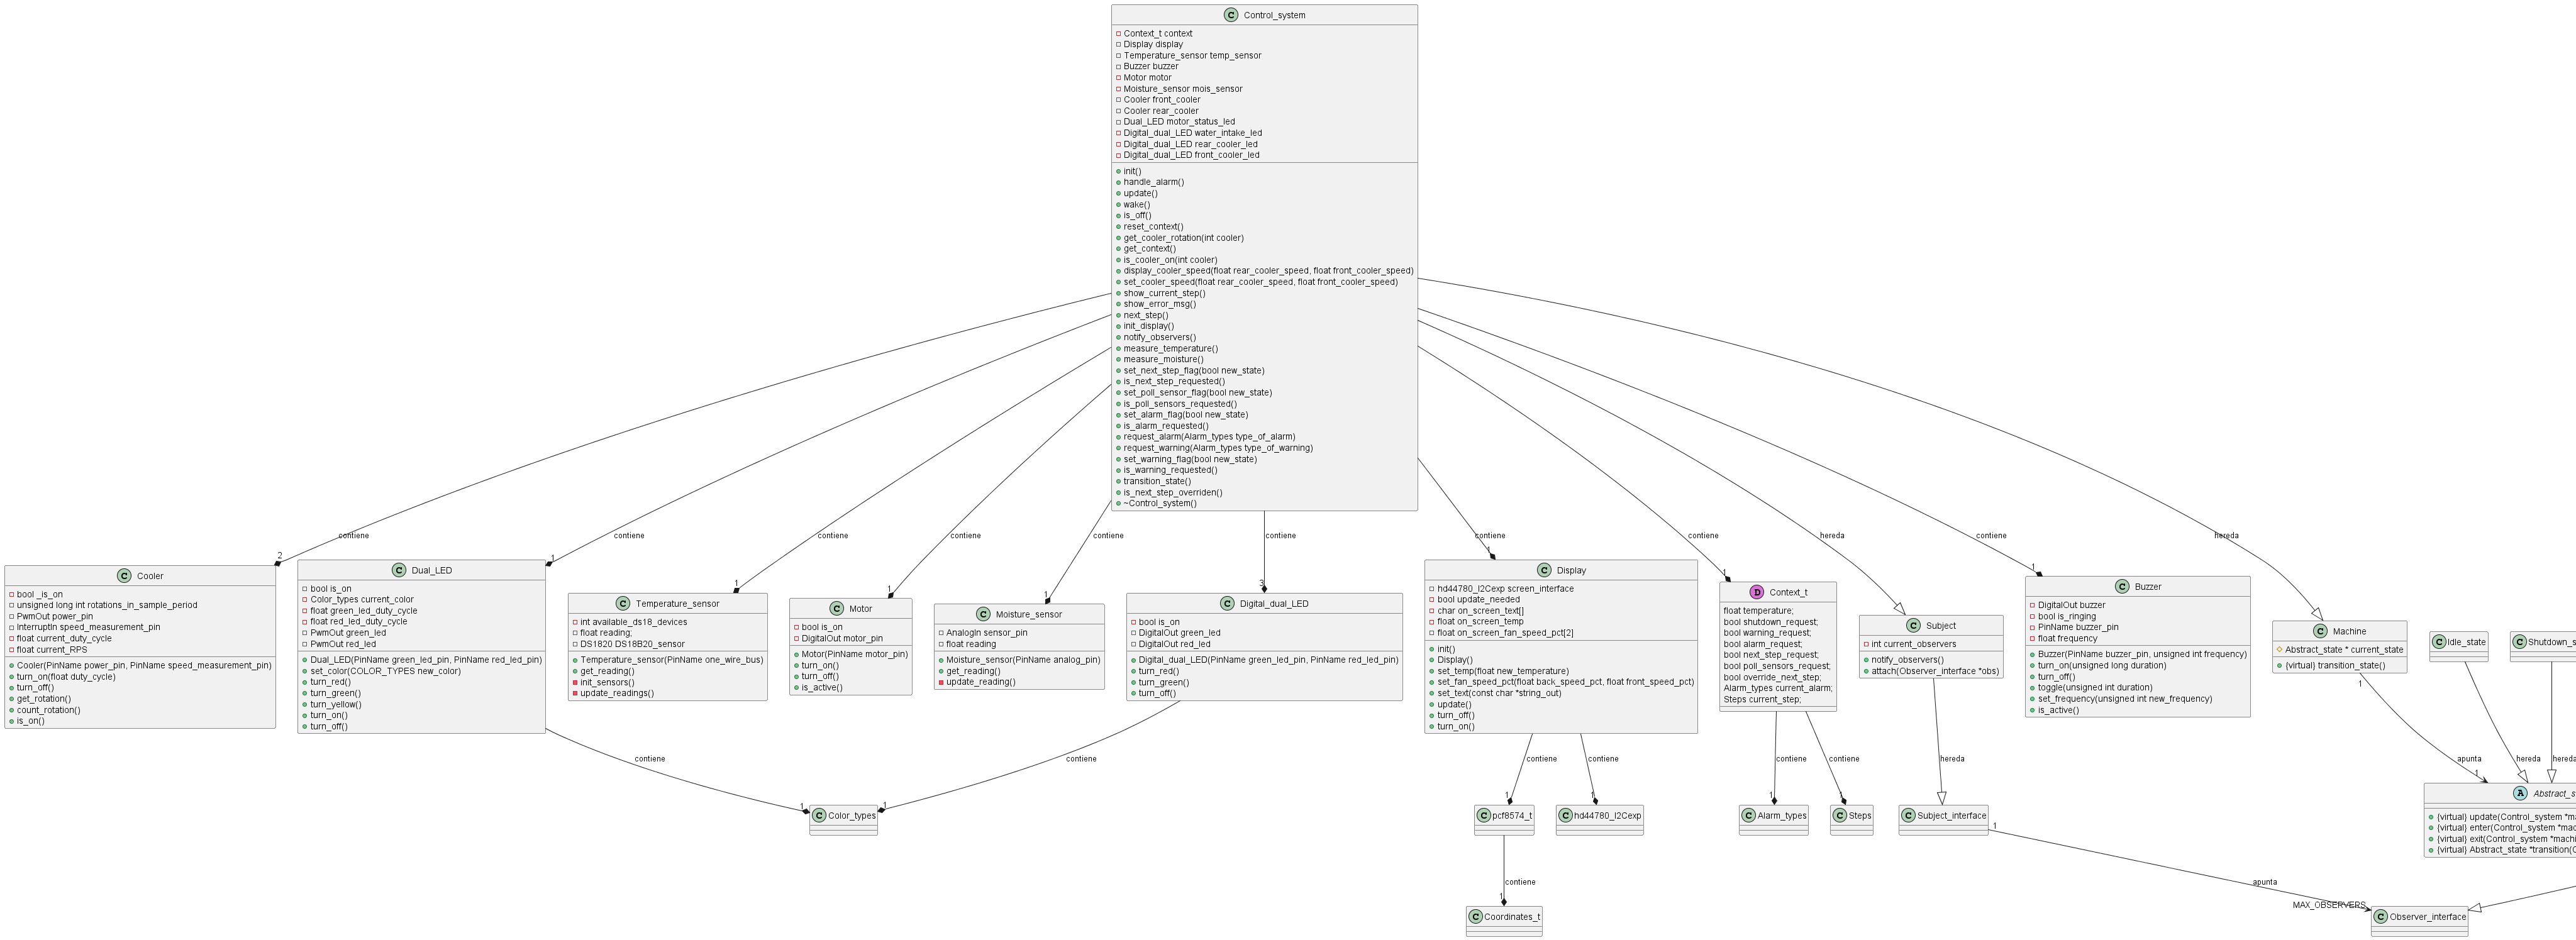 C Control_system
Context_t context
Display display
Temperature_sensor temp_sensor
Buzzer buzzer
Motor motor
Moisture_sensor mois_sensor
Cooler front_cooler
Cooler rear_cooler
Dual_LED motor_status_led
Digital_dual_LED water_intake_led
Digital_dual_LED rear_cooler_led
Digital_dual_LED front_cooler_led
init()
handle_alarm()
update()
wake()
is_off()
reset_context()
get_cooler_rotation(int cooler)
get_context()
is_cooler_on(int cooler)
display_cooler_speed(float rear_cooler_speed, float front_cooler_speed)
set_cooler_speed(float rear_cooler_speed, float front_cooler_speed)
show_current_step()
show_error_msg()
next_step()
init_display()
notify_observers()
measure_temperature()
measure_moisture()
set_next_step_flag(bool new_state)
is_next_step_requested()
set_poll_sensor_flag(bool new_state)
is_poll_sensors_requested()
set_alarm_flag(bool new_state)
is_alarm_requested()
request_alarm(Alarm_types type_of_alarm)
request_warning(Alarm_types type_of_warning)
set_warning_flag(bool new_state)
is_warning_requested()
transition_state()
is_next_step_overriden()
~Control_system()
contiene
contiene
contiene
contiene
contiene
contiene
contiene
contiene
hereda
contiene
hereda
2
1
1
1
1
3
1
1
1
C Cooler
bool _is_on
unsigned long int rotations_in_sample_period
PwmOut power_pin
InterruptIn speed_measurement_pin
float current_duty_cycle
float current_RPS
Cooler(PinName power_pin, PinName speed_measurement_pin)
turn_on(float duty_cycle)
turn_off()
get_rotation()
count_rotation()
is_on()
C Dual_LED
bool is_on
Color_types current_color
float green_led_duty_cycle
float red_led_duty_cycle
PwmOut green_led
PwmOut red_led
Dual_LED(PinName green_led_pin, PinName red_led_pin)
set_color(COLOR_TYPES new_color)
turn_red()
turn_green()
turn_yellow()
turn_on()
turn_off()
C Temperature_sensor
int available_ds18_devices
float reading;
DS1820 DS18B20_sensor
Temperature_sensor(PinName one_wire_bus)
get_reading()
init_sensors()
update_readings()
C Motor
bool is_on
DigitalOut motor_pin
Motor(PinName motor_pin)
turn_on()
turn_off()
is_active()
C Moisture_sensor
AnalogIn sensor_pin
float reading
Moisture_sensor(PinName analog_pin)
get_reading()
update_reading()
C Digital_dual_LED
bool is_on
DigitalOut green_led
DigitalOut red_led
Digital_dual_LED(PinName green_led_pin, PinName red_led_pin)
turn_red()
turn_green()
turn_off()
C Display
hd44780_I2Cexp screen_interface
bool update_needed
char on_screen_text[]
float on_screen_temp
float on_screen_fan_speed_pct[2]
init()
Display()
set_temp(float new_temperature)
set_fan_speed_pct(float back_speed_pct, float front_speed_pct)
set_text(const char *string_out)
update()
turn_off()
turn_on()
D Context_t
float temperature;
bool shutdown_request;
bool warning_request;
bool alarm_request;
bool next_step_request;
bool poll_sensors_request;
bool override_next_step;
Alarm_types current_alarm;
Steps current_step;
C Subject
int current_observers
notify_observers()
attach(Observer_interface *obs)
C Buzzer
DigitalOut buzzer
bool is_ringing
PinName buzzer_pin
float frequency
Buzzer(PinName buzzer_pin, unsigned int frequency)
turn_on(unsigned long duration)
turn_off()
toggle(unsigned int duration)
set_frequency(unsigned int new_frequency)
is_active()
C Machine
Abstract_state * current_state
{virtual} transition_state()
C Idle_state
C Shutdown_s
contiene
contiene
contiene
contiene
contiene
contiene
hereda
1
apunta
hereda
hereda
1
1
1
1
1
1
1
C Color_types
C pcf8574_t
C hd44780_I2Cexp
C Alarm_types
C Steps
C Subject_interface
A Abstract_s
{virtual} update(Control_system *ma
{virtual} enter(Control_system *mac
{virtual} exit(Control_system *machi
{virtual} Abstract_state *transition(C
contiene
1
1
apunta
MAX_OBSERVERS
C Coordinates_t
C Observer_interface